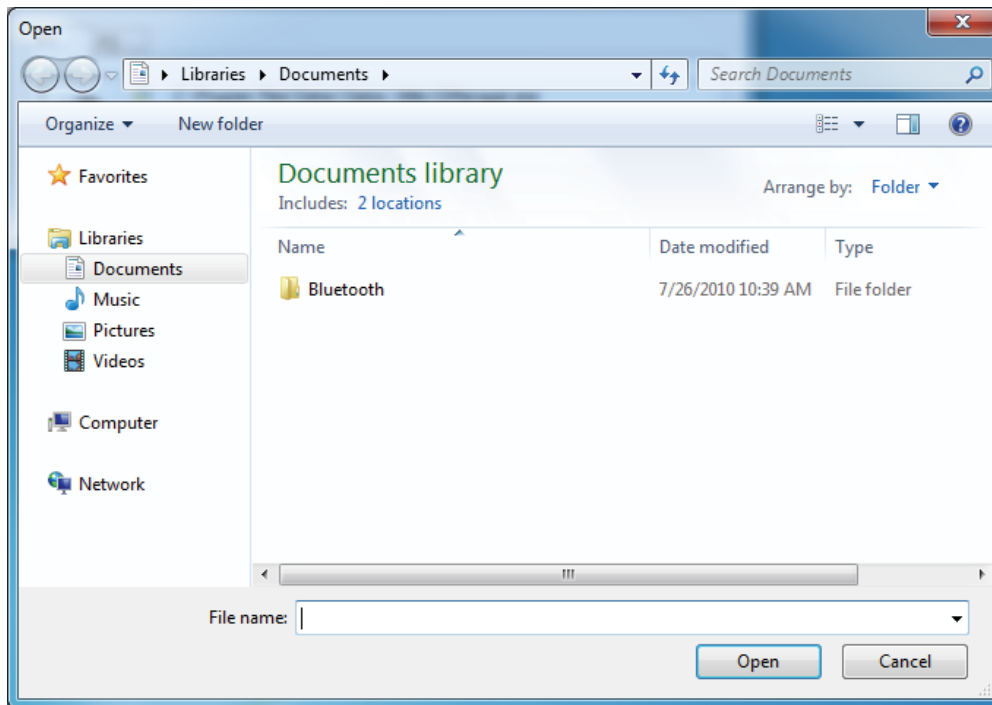 Open
Libraries Documents
Search Documents
Organize New folder
Favorites
Libraries
Documents
Music
Pictures
Videos
Computer
Network
Documents library
Includes: 2 locations
Arrange by: Folder
Name Date modified Type
Bluetooth 7/26/2010 10:39 AM File folder
File name:
Open Cancel